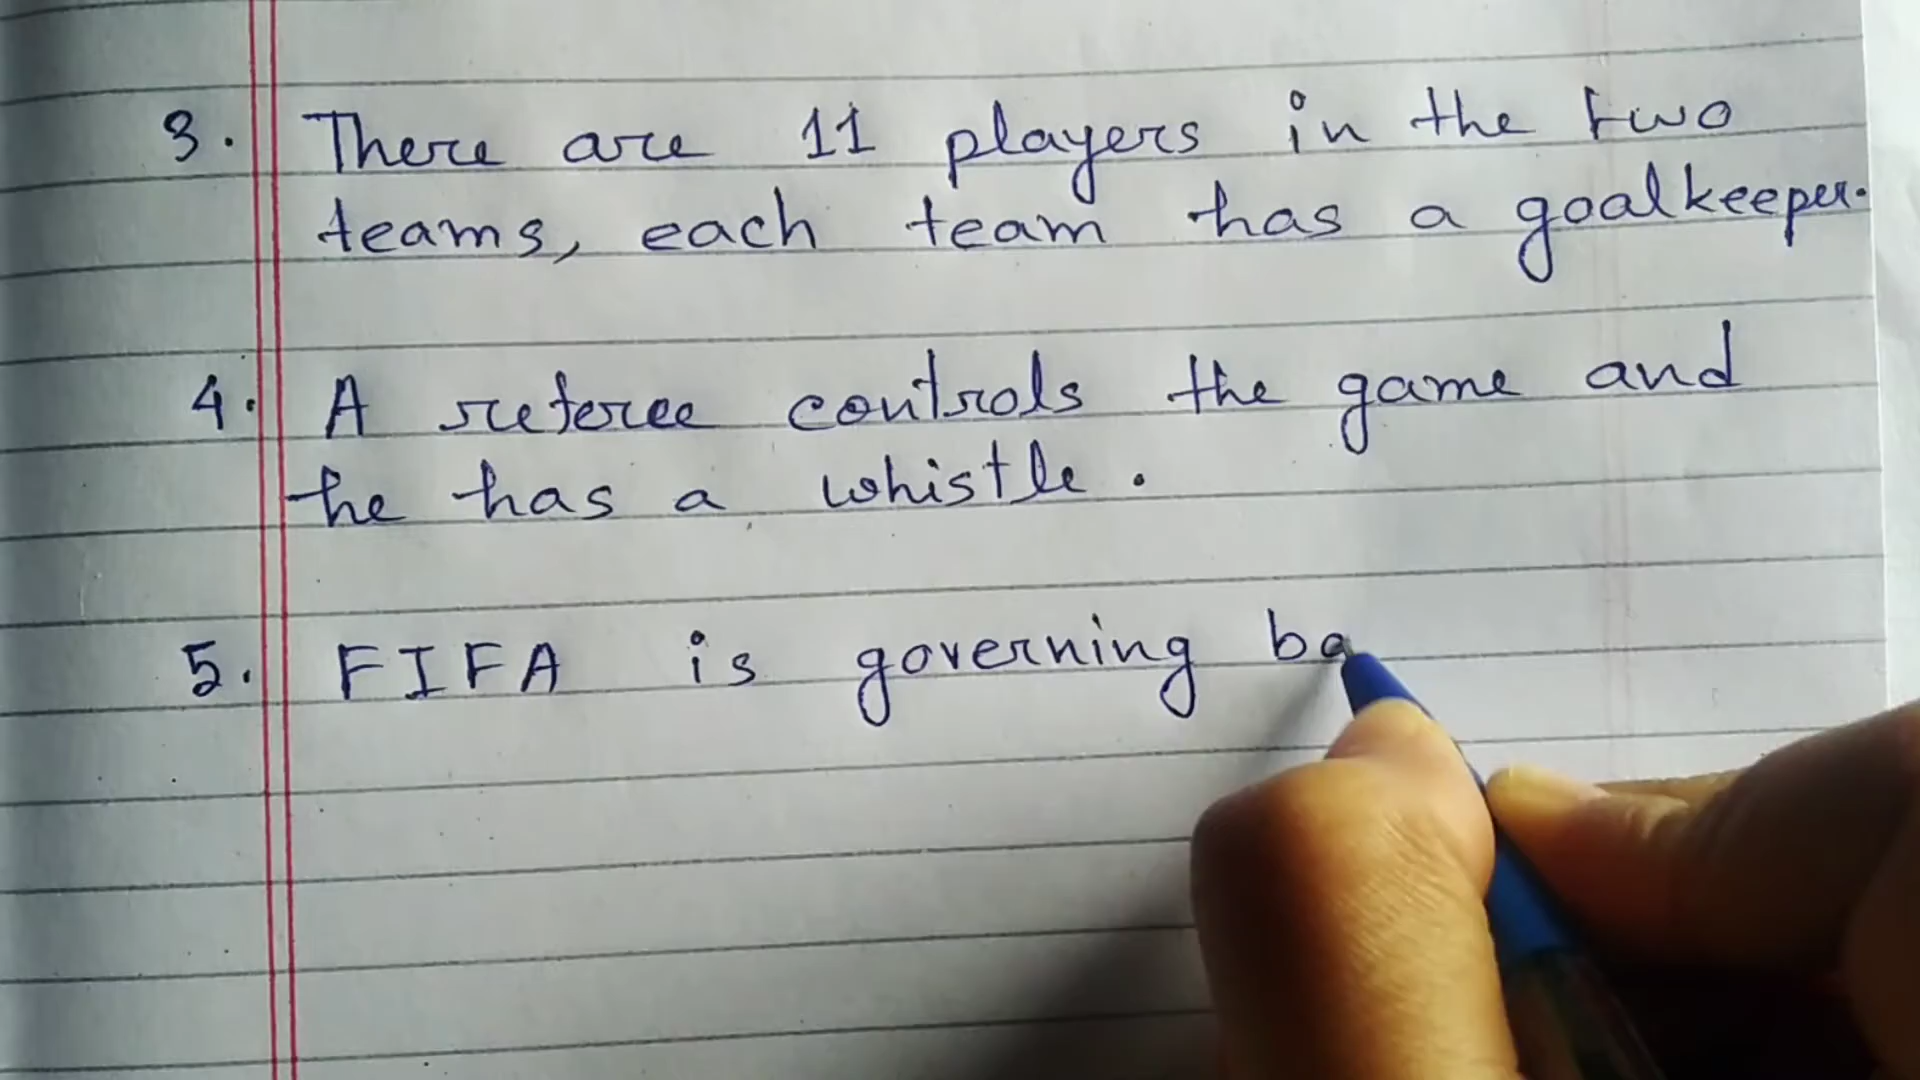 3. There are 11 players in the two
teams, each team has a goalkeeper.
4. A referee controls the game and
he has a whistle.
5. FIFA is governing bo